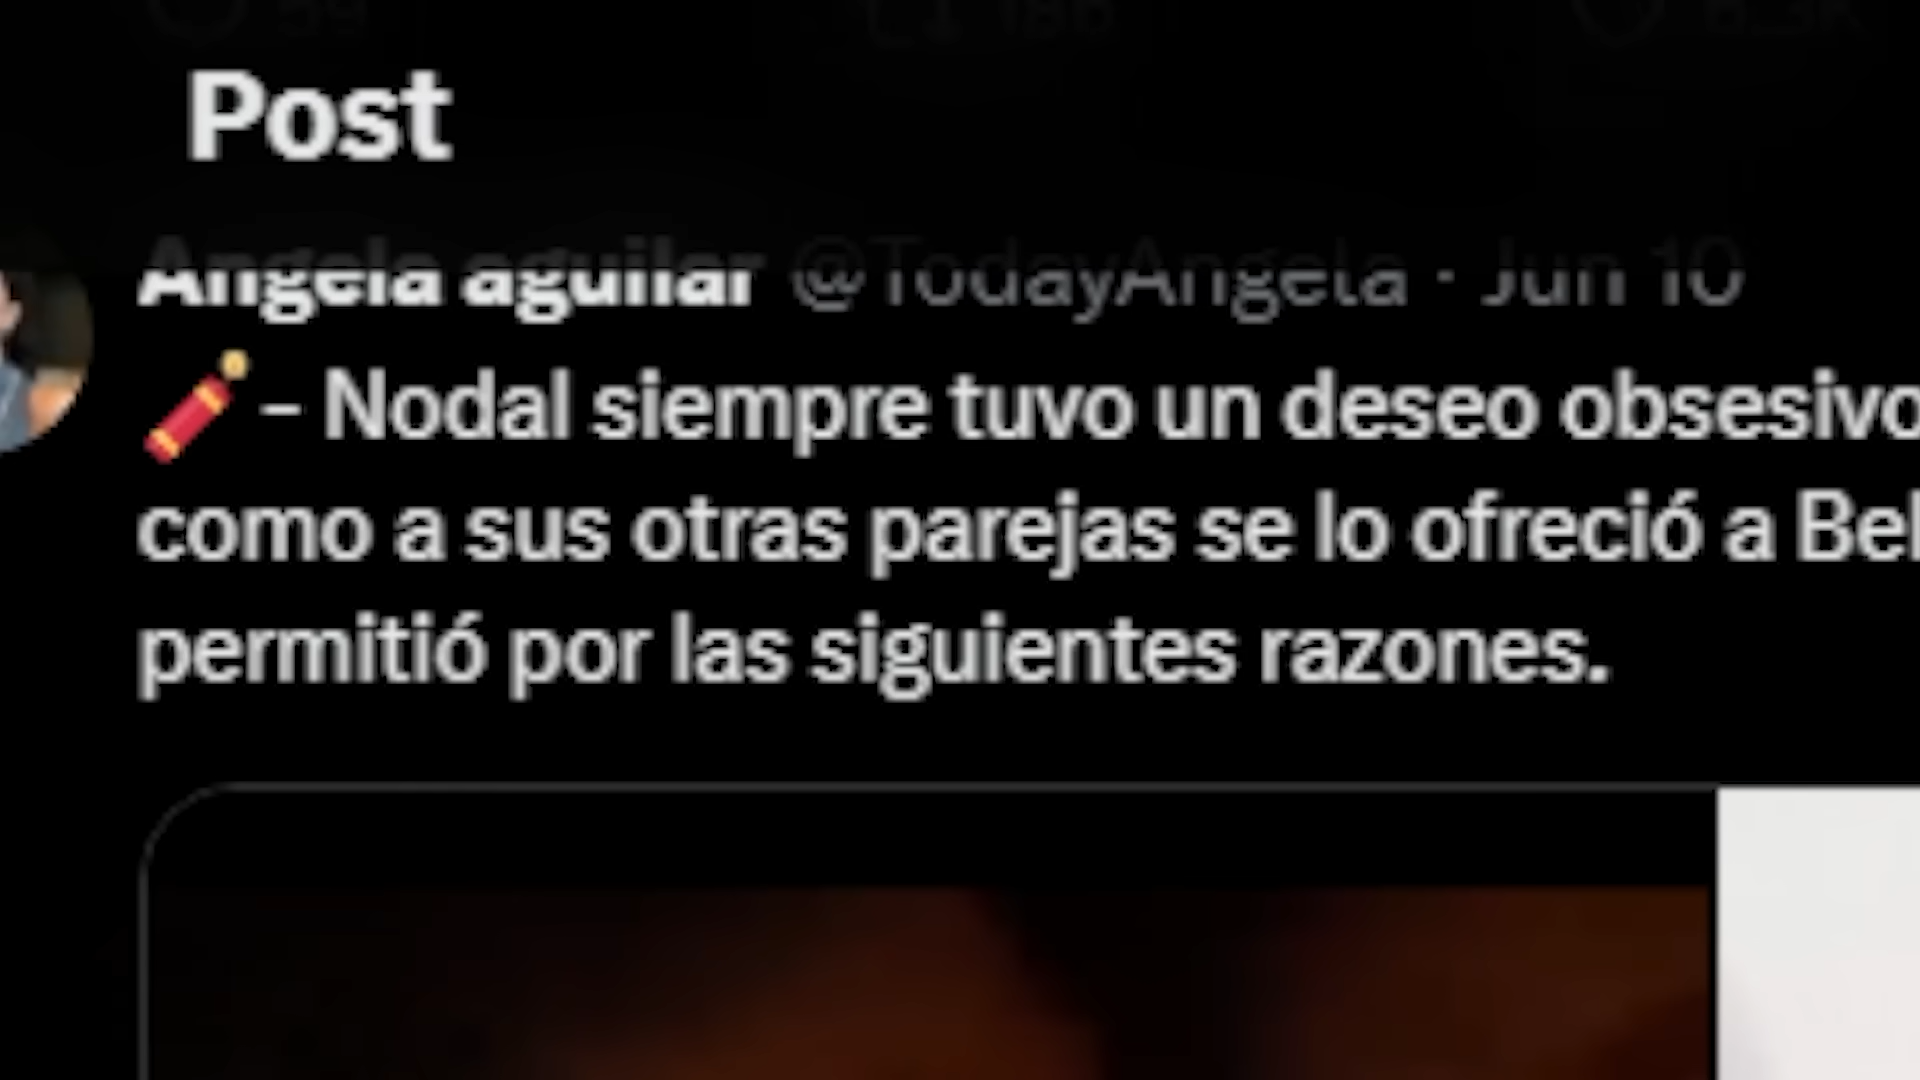 Post
Angela aguilar @TodayAngela · Jun 10
🧨– Nodal siempre tuvo un deseo obsesivo
como a sus otras parejas se lo ofreció a Bel
permitió por las siguientes razones.